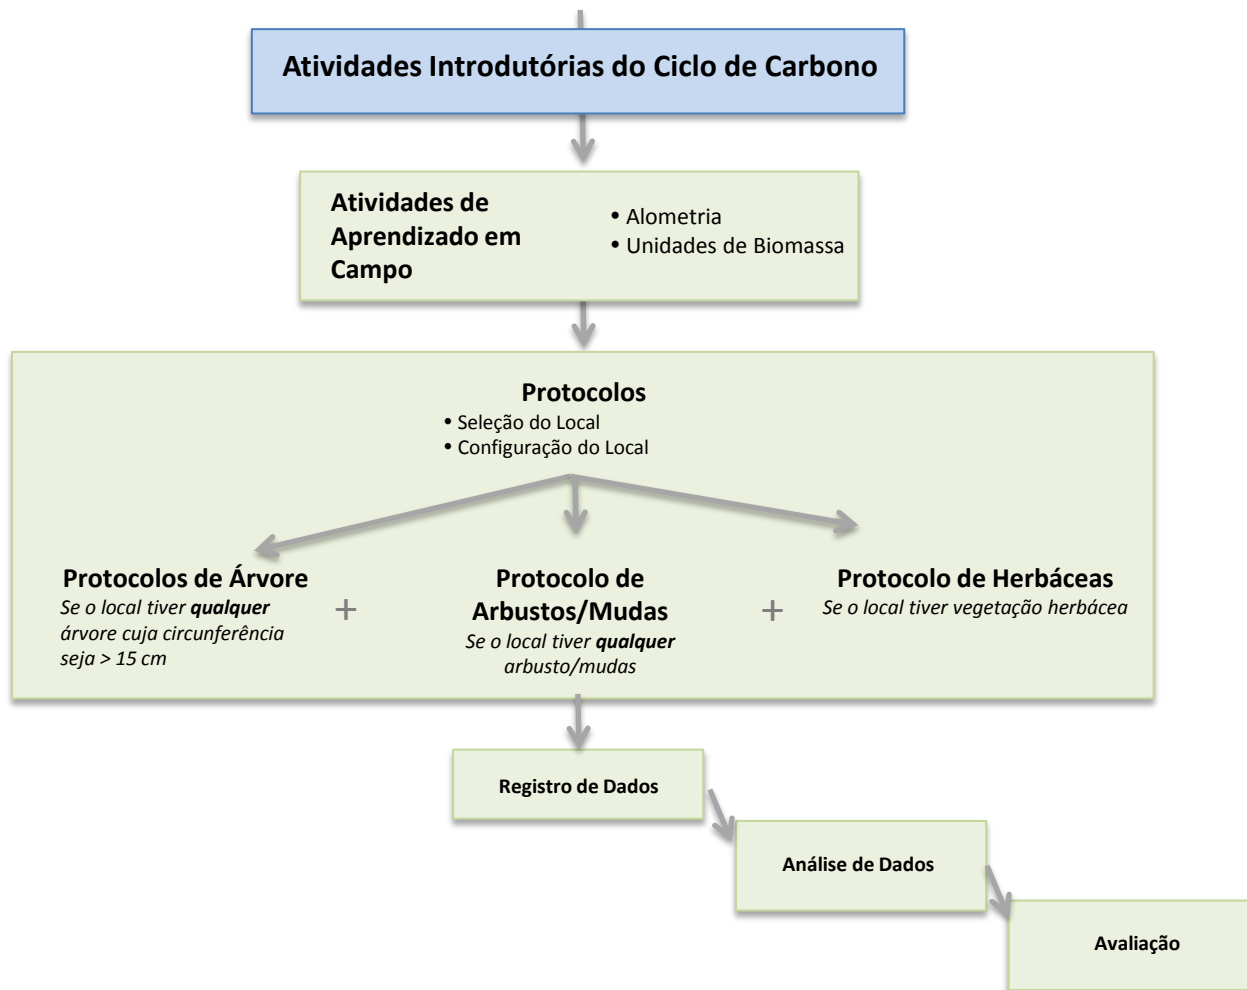 Atividades Introdutórias do Ciclo de Carbono
Atividades de
Aprendizado em
Campo
• Alometria
• Unidades de Biomassa
Protocolos
• Seleção do Local
• Configuração do Local
Protocolos de Árvore
Se o local tiver qualquer
árvore cuja circunferência
seja > 15 cm
+
Protocolo de
Arbustos/Mudas
Se o local tiver qualquer
arbusto/mudas
+
Protocolo de Herbáceas
Se o local tiver vegetação herbácea
Registro de Dados
Análise de Dados
Avaliação